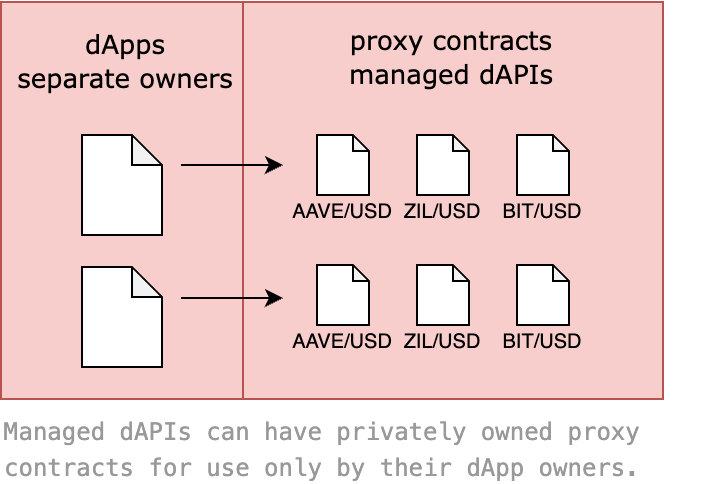 dApps
separate owners
proxy contracts
managed dAPIs
AAVE/USD ZIL/USD BIT/USD
AAVE/USD ZIL/USD BIT/USD
Managed dAPIs can have privately owned proxy
contracts for use only by their dApp owners.